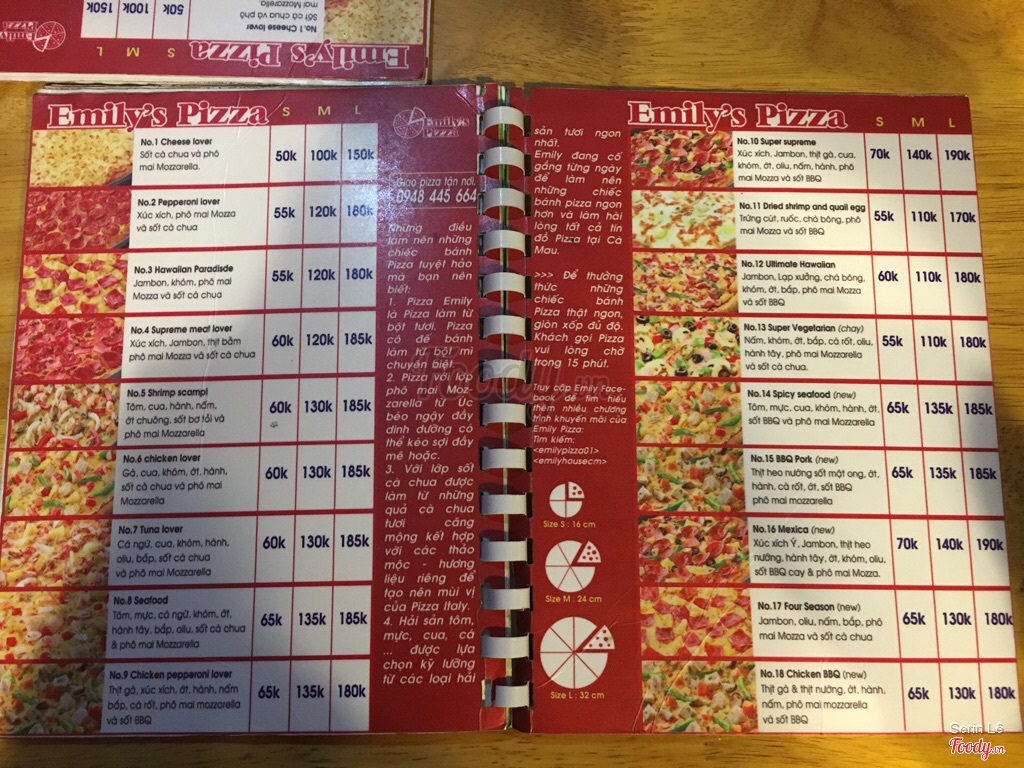 No.1 Cheese lover
Sốt cà chua và phô
mai Mozzarella.
50k 100k 150k
Emily's Pizza S M L
Emily's Pizza
Emily's Pizza S M L
No.1 Cheese lover
Sốt cà chua và phô
mai Mozzarella.
50k 100k 150k
No.2 Pepperoni lover
Xúc xích, phô mai Mozza
và sốt cà chua
55k 120k 180k
No.3 Hawaiian Paradisde
Jambon, khóm, phô mai
Mozza và sốt cà chua
55k 120k 180k
No.4 Supreme meat lover
Xúc xích, Jambon, thịt bằm
phô mai Mozza và sốt cà chua
60k 120k 185k
No.5 Shrimp scampi
Tôm, cua, hành, nấm,
ớt chuông, sốt bơ tỏi và
phô mai Mozzarella
60k 130k 185k
No.6 chicken lover
Gà, cua, khóm, ớt, hành,
sốt cà chua và phô mai
Mozzarella
60k 130k 185k
No.7 Tuna lover
Cá ngừ, cua, khóm, hành,
oliu, bắp, sốt cà chua
và phô mai Mozzarella
60k 130k 185k
No.8 Seafood
Tôm, mực, cá ngừ, khóm, ớt,
hành tây, bắp, oliu, sốt cà chua
& phô mai Mozzarella
65k 135k 185k
No.9 Chicken pepperoni lover
Thịt gà, xúc xích, ớt, hành, nấm
bắp, cà rốt, phô mai mozzarella
và sốt BBQ
65k 135k 180k
Emily's
Pizza
Giao pizza tận nơi.
0948 445 664
Những điều
làm nên những
chiếc bánh
Pizza tuyệt hảo
mà bạn nên
biết:
1. Pizza Emily
là Pizza làm từ
bột tươi. Pizza
có đế bánh
làm từ bột mì
chuyên biệt.
2. Pizza với lớp
phô mai Moz-
zarella từ Úc
béo ngậy đầy
dinh dưỡng có
thể kéo sợi đầy
mê hoặc.
3. Với lớp sốt
cà chua được
làm từ những
quả cà chua
tươi căng
mọng kết hợp
với các thảo
mộc - hương
liệu riêng để
tạo nên mùi vị
của Pizza Italy.
4. Hải sản tôm,
mực, cua, cá
... được lựa
chọn kỹ lưỡng
từ các loại hải
sản tươi ngon
nhất.
Emily đang cố
gắng từng ngày
để làm nên
những chiếc
bánh pizza ngon
hơn và làm hài
lòng tất cả tín
đồ Pizza tại Cà
Mau.
>>> Để thưởng
thức những
chiếc bánh
Pizza thật ngon,
giòn xốp đủ độ.
Khách gọi Pizza
vui lòng chờ
trong 15 phút.
Truy cập Emily Face-
book để tìm hiểu
thêm nhiều chương
trình khuyến mãi của
Emily Pizza:
Tìm kiếm:
<emilypizza01>
<emilyhousecm>
Size S : 16 cm
Size M : 24 cm
Size L : 32 cm
Emily's Pizza S M L
No.10 Super supreme
Xúc xích, Jambon, thịt gà, cua,
khóm, ớt, oliu, nấm, hành, phô
mai Mozza và sốt BBQ
70k 140k 190k
No.11 Dried shrimp and quail egg
Trứng cút, ruốc, chà bông, phô
mai Mozza và sốt BBQ
55k 110k 170k
No.12 Ultimate Hawaiian
Jambon, Lạp xưởng, chà bông,
khóm, ớt, bắp, phô mai Mozza
và sốt BBQ
60k 110k 180k
No.13 Super Vegetarian (chay)
Nấm, khóm, ớt, bắp, cà rốt, oliu,
hành tây, phô mai Mozzarella
và sốt cà chua.
55k 110k 180k
No.14 Spicy seafood (new)
Tôm, mực, cua, khóm, hành, ớt,
sốt BBQ và phô mai Mozzarella
65k 135k 185k
No.15 BBQ Pork (new)
Thịt heo nướng sốt mật ong, ớt,
hành, cà rốt, ớt, sốt BBQ
phô mai mozzarella
65k 135k 185k
No.16 Mexica (new)
Xúc xích Ý, Jambon, thịt heo
nướng, hành tây, ớt, khóm, oliu,
sốt BBQ cay & phô mai Mozza.
70k 140k 190k
No.17 Four Season (new)
Jambon, oliu, nấm, bắp, phô
mai Mozza và sốt cà chua
65k 130k 180k
No.18 Chicken BBQ (new)
Thịt gà & thịt nướng, ớt, hành,
nấm, phô mai mozzarella
và sốt BBQ
65k 130k 180k
Foody.vn
Serin Lê
Foody.vn